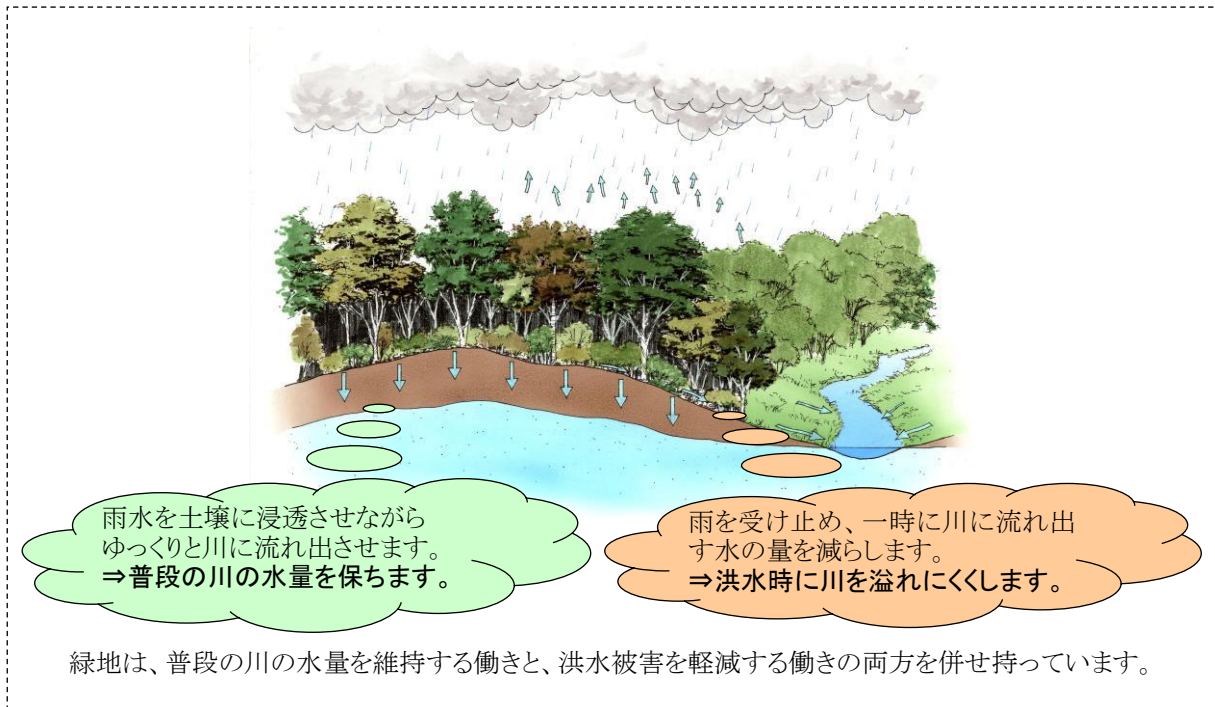 雨水を土壌に浸透させながら
ゆっくりと川に流れ出させます。
⇒普段の川の水量を保ちます。
雨を受け止め、一時に川に流れ出
す水の量を減らします。
⇒洪水時に川を溢れにくくします。
緑地は、普段の川の水量を維持する働きと、洪水被害を軽減する働きの両方を併せ持っています。